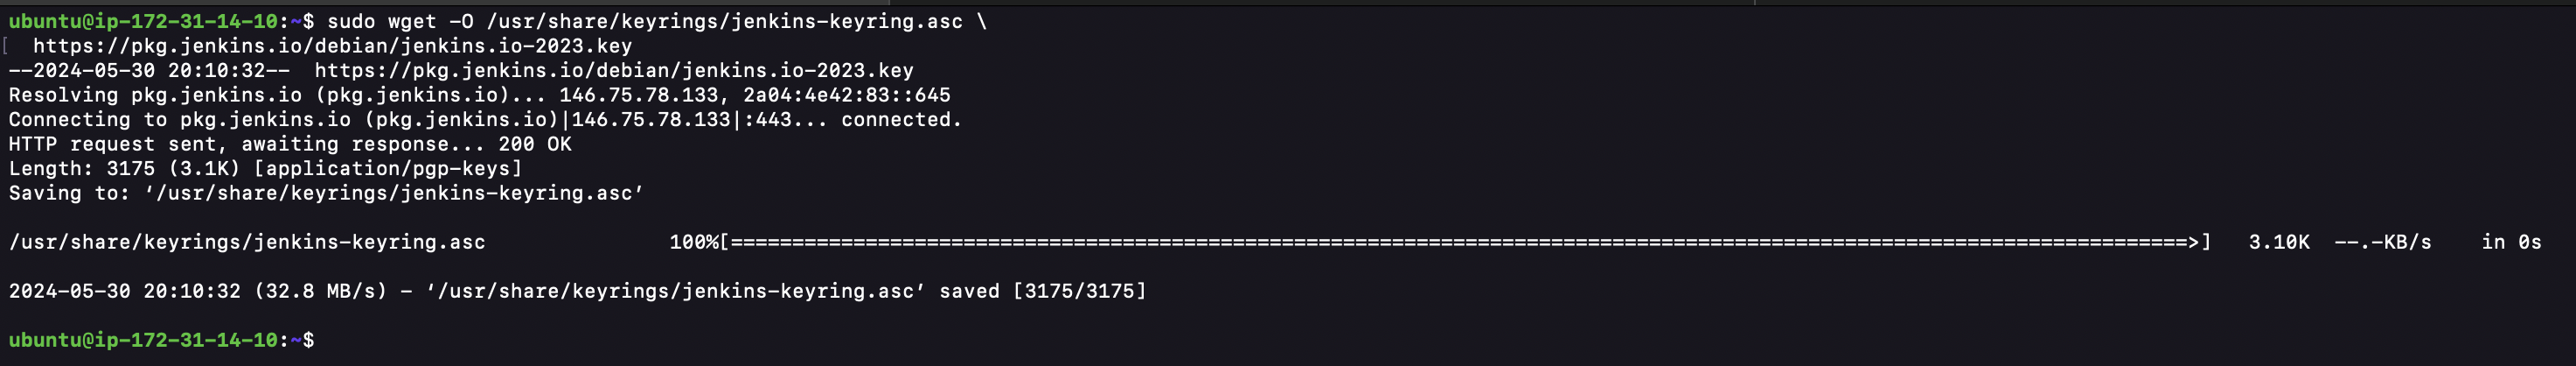 ubuntu@ip-172-31-14-10:~$ sudo wget -O /usr/share/keyrings/jenkins-keyring.asc \
[  https://pkg.jenkins.io/debian/jenkins.io-2023.key
--2024-05-30 20:10:32--  https://pkg.jenkins.io/debian/jenkins.io-2023.key
Resolving pkg.jenkins.io (pkg.jenkins.io)... 146.75.78.133, 2a04:4e42:83::645
Connecting to pkg.jenkins.io (pkg.jenkins.io)|146.75.78.133|:443... connected.
HTTP request sent, awaiting response... 200 OK
Length: 3175 (3.1K) [application/pgp-keys]
Saving to: ‘/usr/share/keyrings/jenkins-keyring.asc’
/usr/share/keyrings/jenkins-keyring.asc               100%[=======================================================================================================================>]   3.10K  --.-KB/s    in 0s
2024-05-30 20:10:32 (32.8 MB/s) - ‘/usr/share/keyrings/jenkins-keyring.asc’ saved [3175/3175]
ubuntu@ip-172-31-14-10:~$